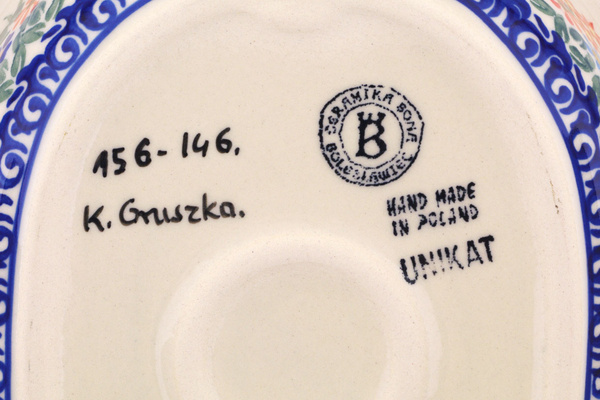 156-146.
K. Gruszka.
CERAMIKA BONA
B
BOLESŁAWIEC
HAND MADE
IN POLAND
UNIKAT